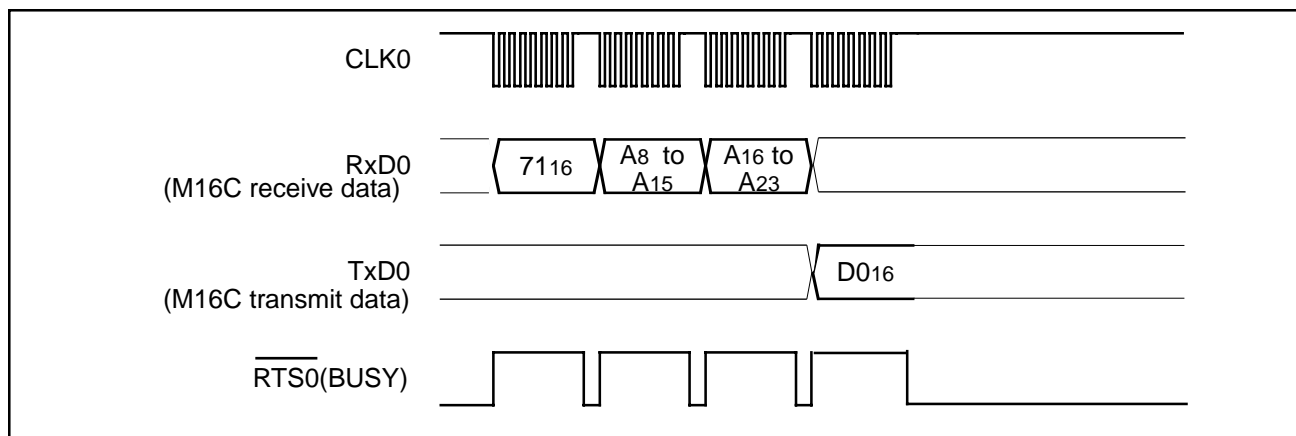 CLK0
RxD0
(M16C receive data)
7116
A8 to
A15
A16 to
A23
TxD0
(M16C transmit data)
D016
RTS0(BUSY)